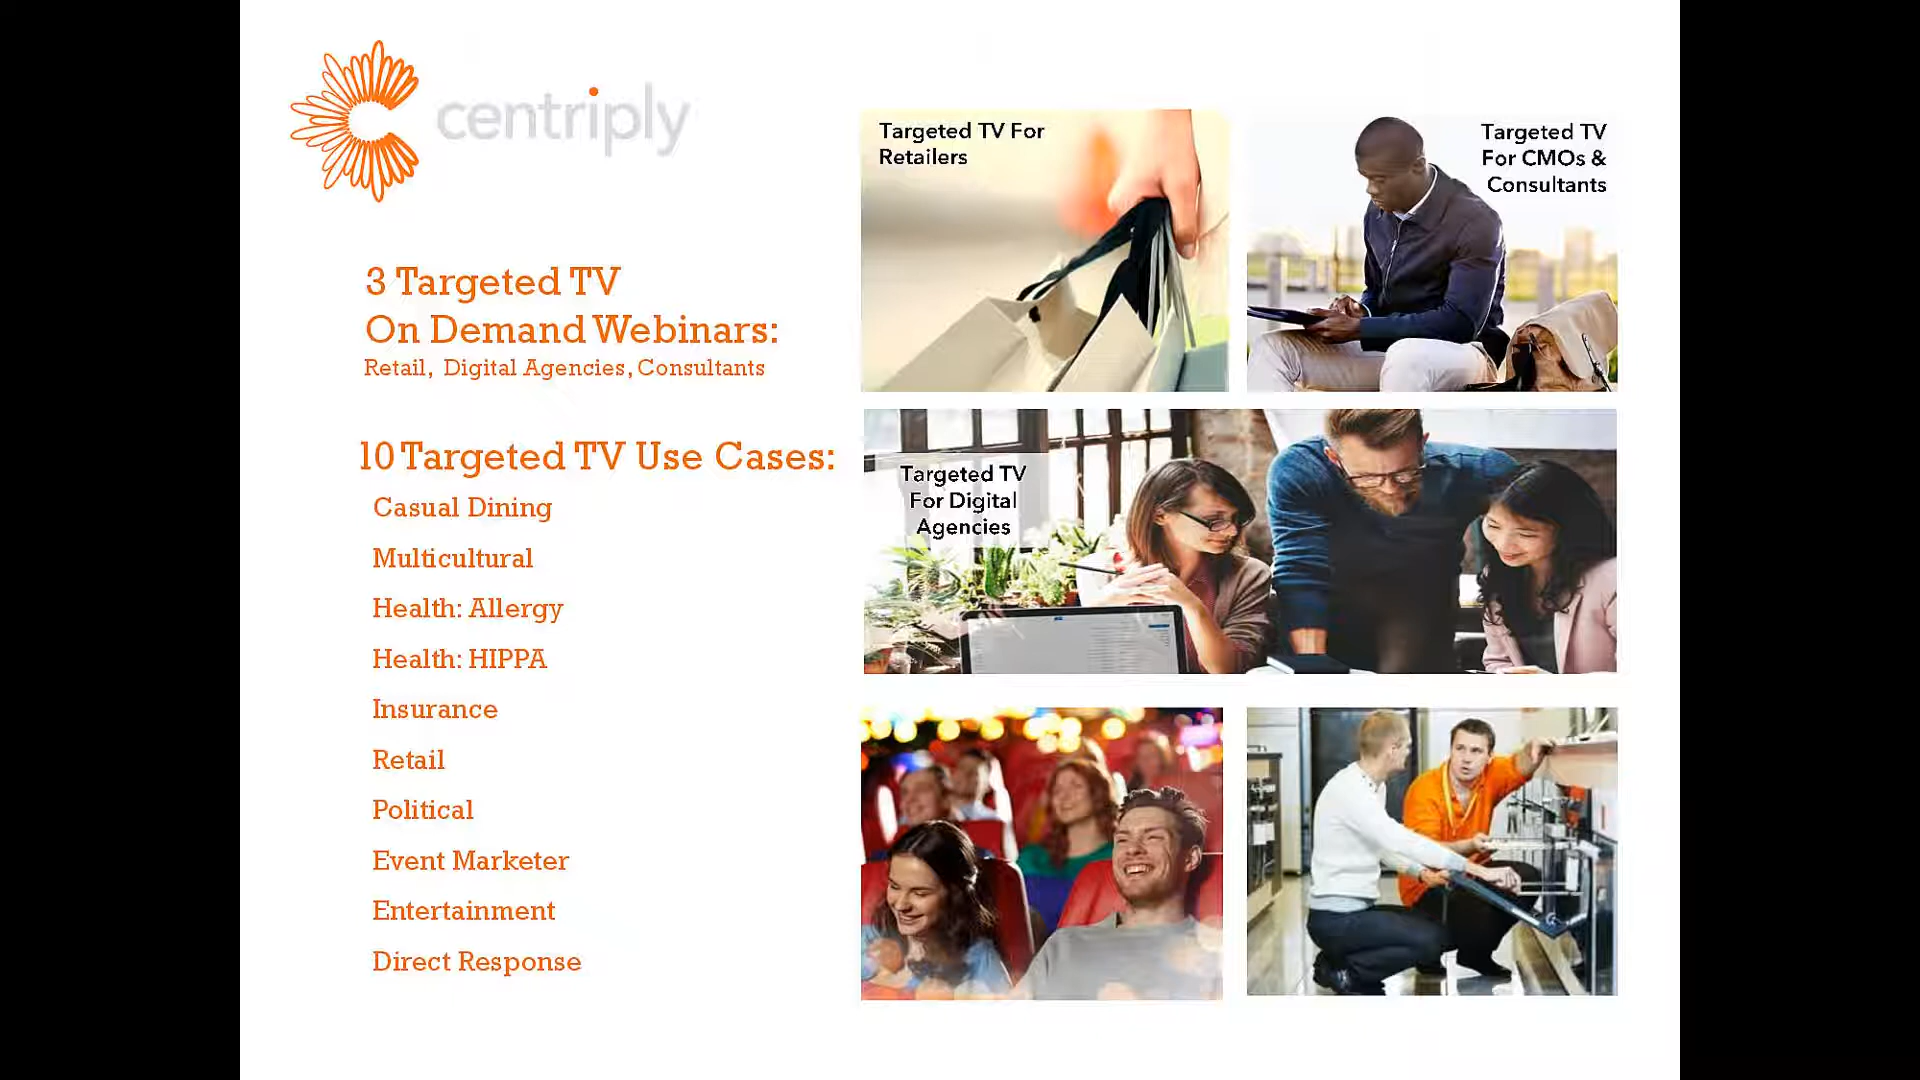 centriply
3 Targeted TV
On Demand Webinars:
Retail, Digital Agencies, Consultants
10 Targeted TV Use Cases:
Casual Dining
Multicultural
Health: Allergy
Health: HIPPA
Insurance
Retail
Political
Event Marketer
Entertainment
Direct Response
Targeted TV For
Retailers
Targeted TV
For CMOs &
Consultants
Targeted TV
For Digital
Agencies